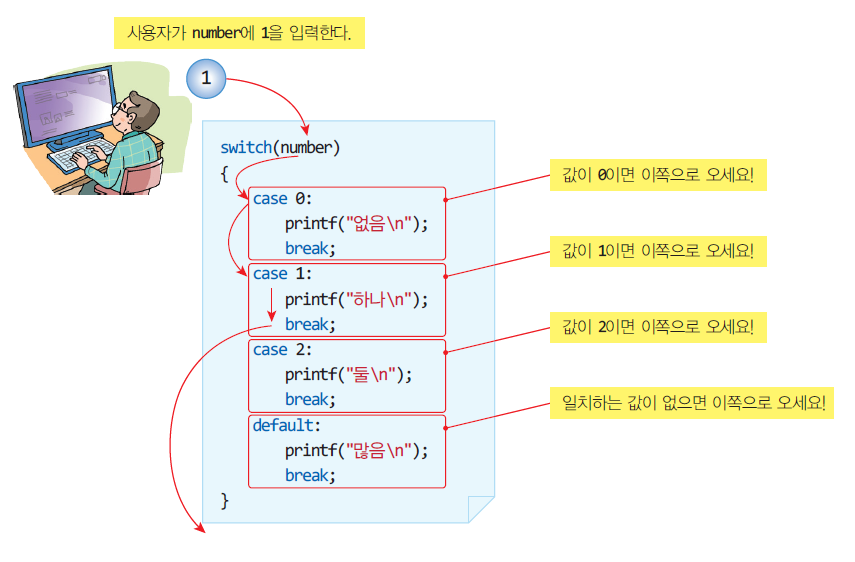 사용자가 number에 1을 입력한다.
1
switch(number)
{
case 0:
printf("없음\n");
break;
case 1:
printf("하나\n");
break;
case 2:
printf("둘\n");
break;
default:
printf("많음\n");
break;
}
값이 0이면 이쪽으로 오세요!
값이 1이면 이쪽으로 오세요!
값이 2이면 이쪽으로 오세요!
일치하는 값이 없으면 이쪽으로 오세요!